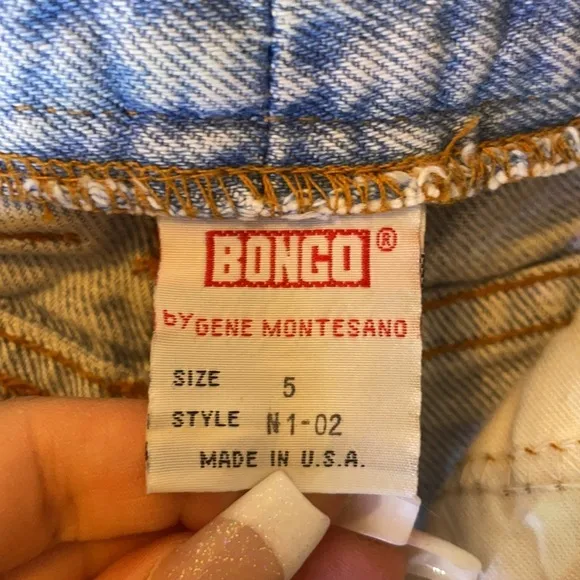 BONGO®
by GENE MONTESANO
SIZE 5
STYLE N1-02
MADE IN U.S.A.